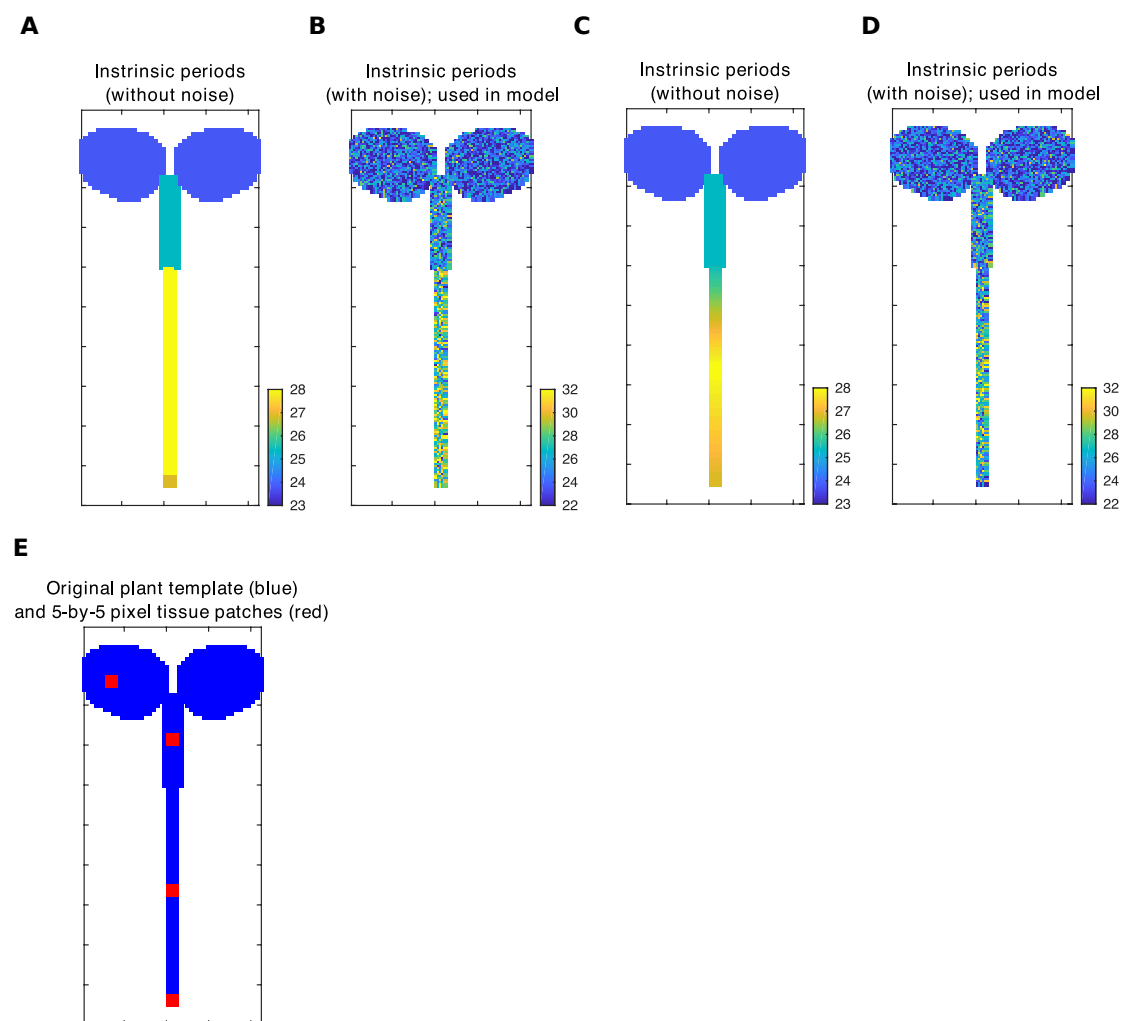 A
B
C
D
Instrinsic periods
(without noise)
Instrinsic periods
(with noise); used in model
Instrinsic periods
(without noise)
Instrinsic periods
(with noise); used in model
28
27
26
25
24
23
32
30
28
26
24
22
28
27
26
25
24
23
32
30
28
26
24
22
E
Original plant template (blue)
and 5-by-5 pixel tissue patches (red)